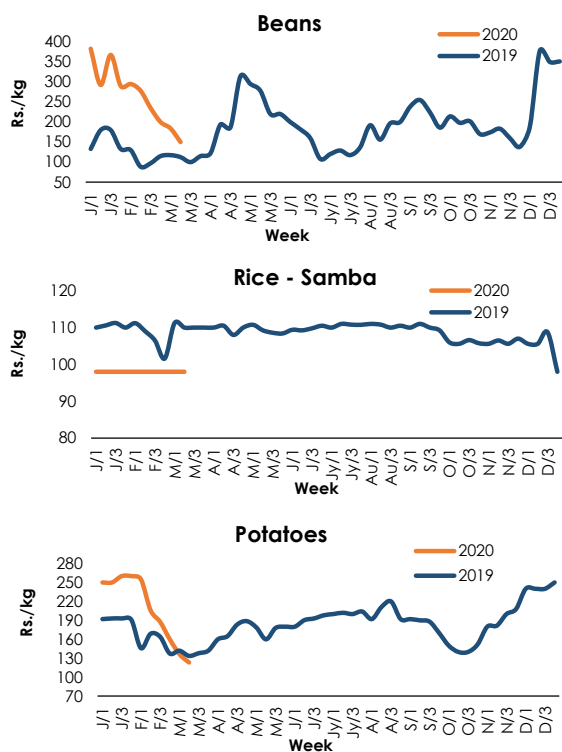 Beans
2020
2019
Rs./kg
400
350
300
250
200
150
100
50
J/1 J/3 F/1 F/3 M/1 M/3 A/1 A/3 M/1 M/3 J/1 J/3 Jy/1 Jy/3 Au/1 Au/3 S/1 S/3 O/1 O/3 N/1 N/3 D/1 D/3
Week
Rice - Samba
2020
2019
Rs./kg
120
110
100
90
80
J/1 J/3 F/1 F/3 M/1 M/3 A/1 A/3 M/1 M/3 J/1 J/3 Jy/1 Jy/3 Au/1 Au/3 S/1 S/3 O/1 O/3 N/1 N/3 D/1 D/3
Week
Potatoes
2020
2019
Rs./kg
280
250
220
190
160
130
100
70
J/1 J/3 F/1 F/3 M/1 M/3 A/1 A/3 M/1 M/3 J/1 J/3 Jy/1 Jy/3 A/1 A/3 S/1 S/3 O/1 O/3 N/1 N/3 D/1 D/3
Week